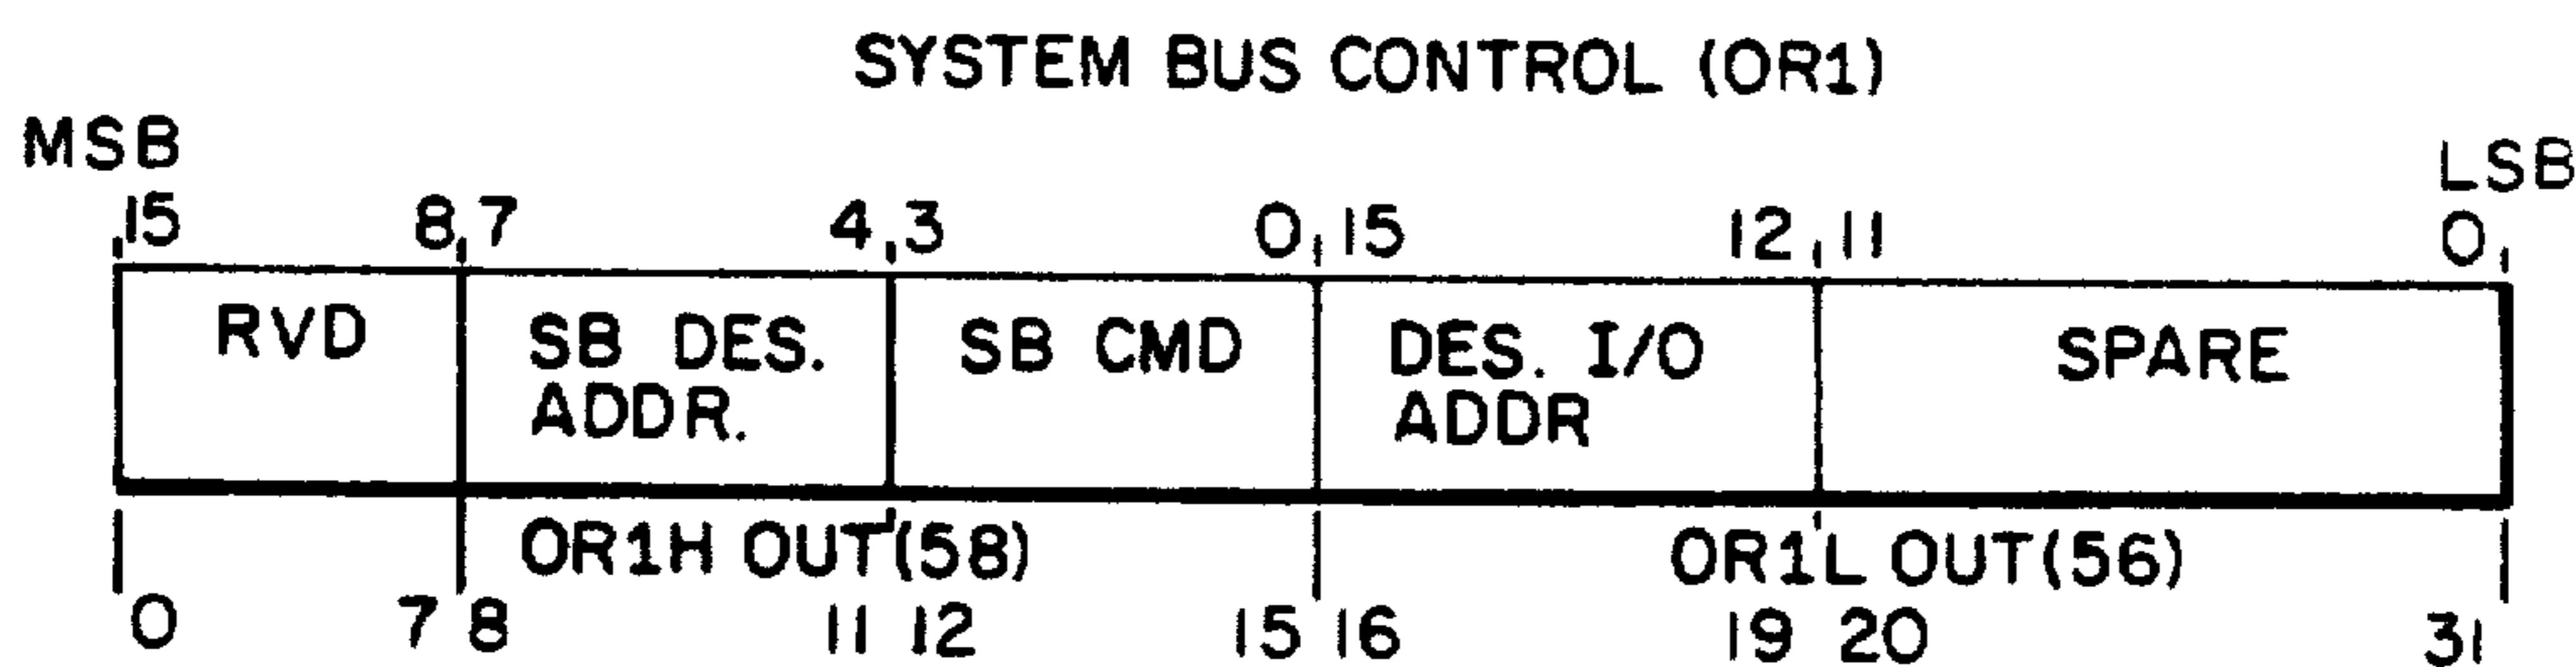 SYSTEM BUS CONTROL (OR1)
MSB LSB
15 8 7 4 3 0 15 12 11 0
RVD SB DES. ADDR. SB CMD DES. I/O ADDR SPARE
OR1H OUT(58) OR1L OUT(56)
0 7 8 11 12 15 16 19 20 31